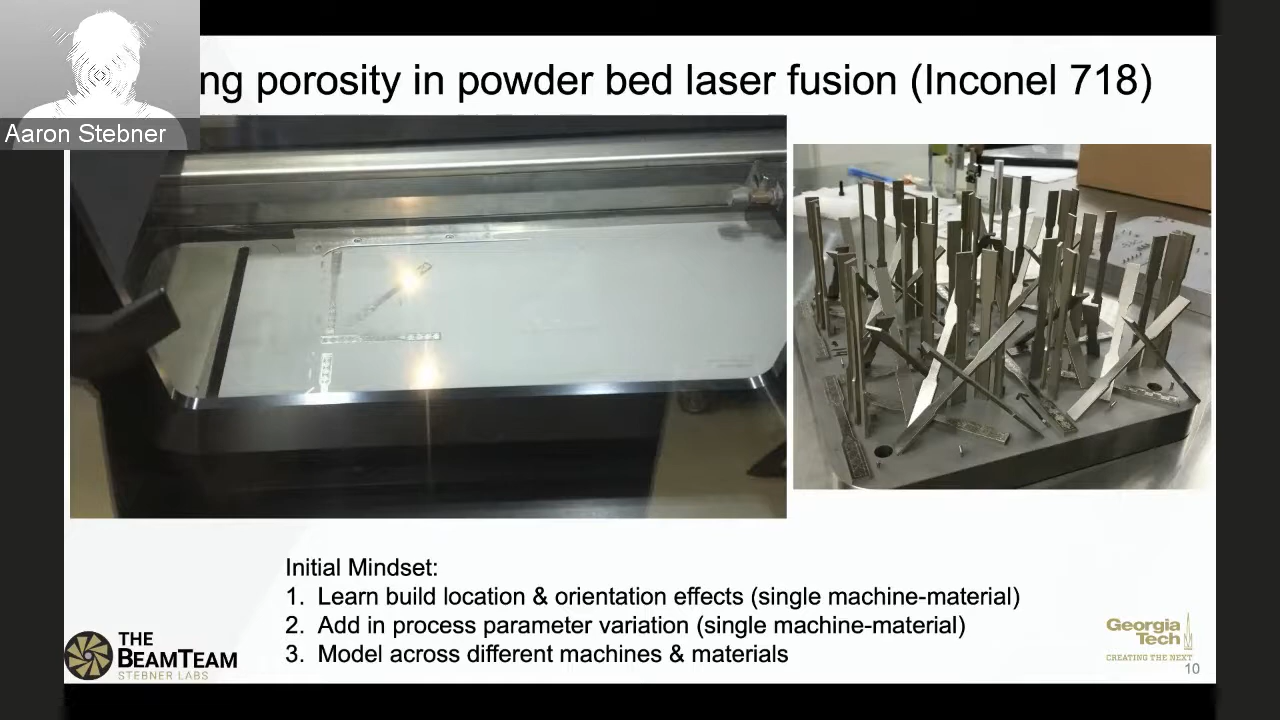 Aaron Stebner
ng porosity in powder bed laser fusion (Inconel 718)
Initial Mindset:
1. Learn build location & orientation effects (single machine-material)
2. Add in process parameter variation (single machine-material)
3. Model across different machines & materials
THE
BEAMTEAM
STEBNER LABS
Georgia
Tech
CREATING THE NEXT
10